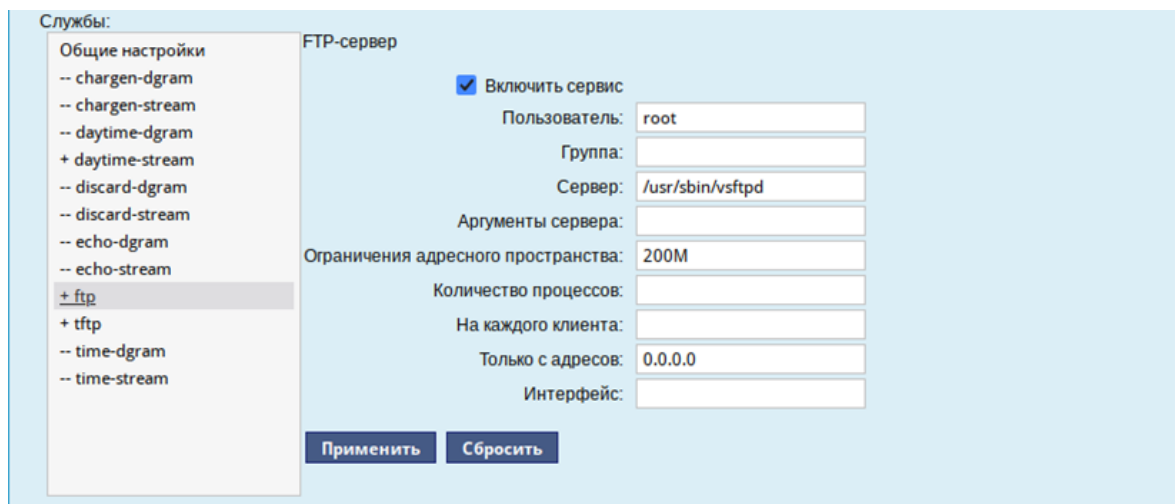 Службы:
Общие настройки
-- chargen-dgram
-- chargen-stream
-- daytime-dgram
+ daytime-stream
-- discard-dgram
-- discard-stream
-- echo-dgram
-- echo-stream
+ ftp
+ tftp
-- time-dgram
-- time-stream
FTP-сервер
Включить сервис
Пользователь: root
Группа:
Сервер: /usr/sbin/vsftpd
Аргументы сервера:
Ограничения адресного пространства: 200M
Количество процессов:
На каждого клиента:
Только с адресов: 0.0.0.0
Интерфейс:
Применить Сбросить